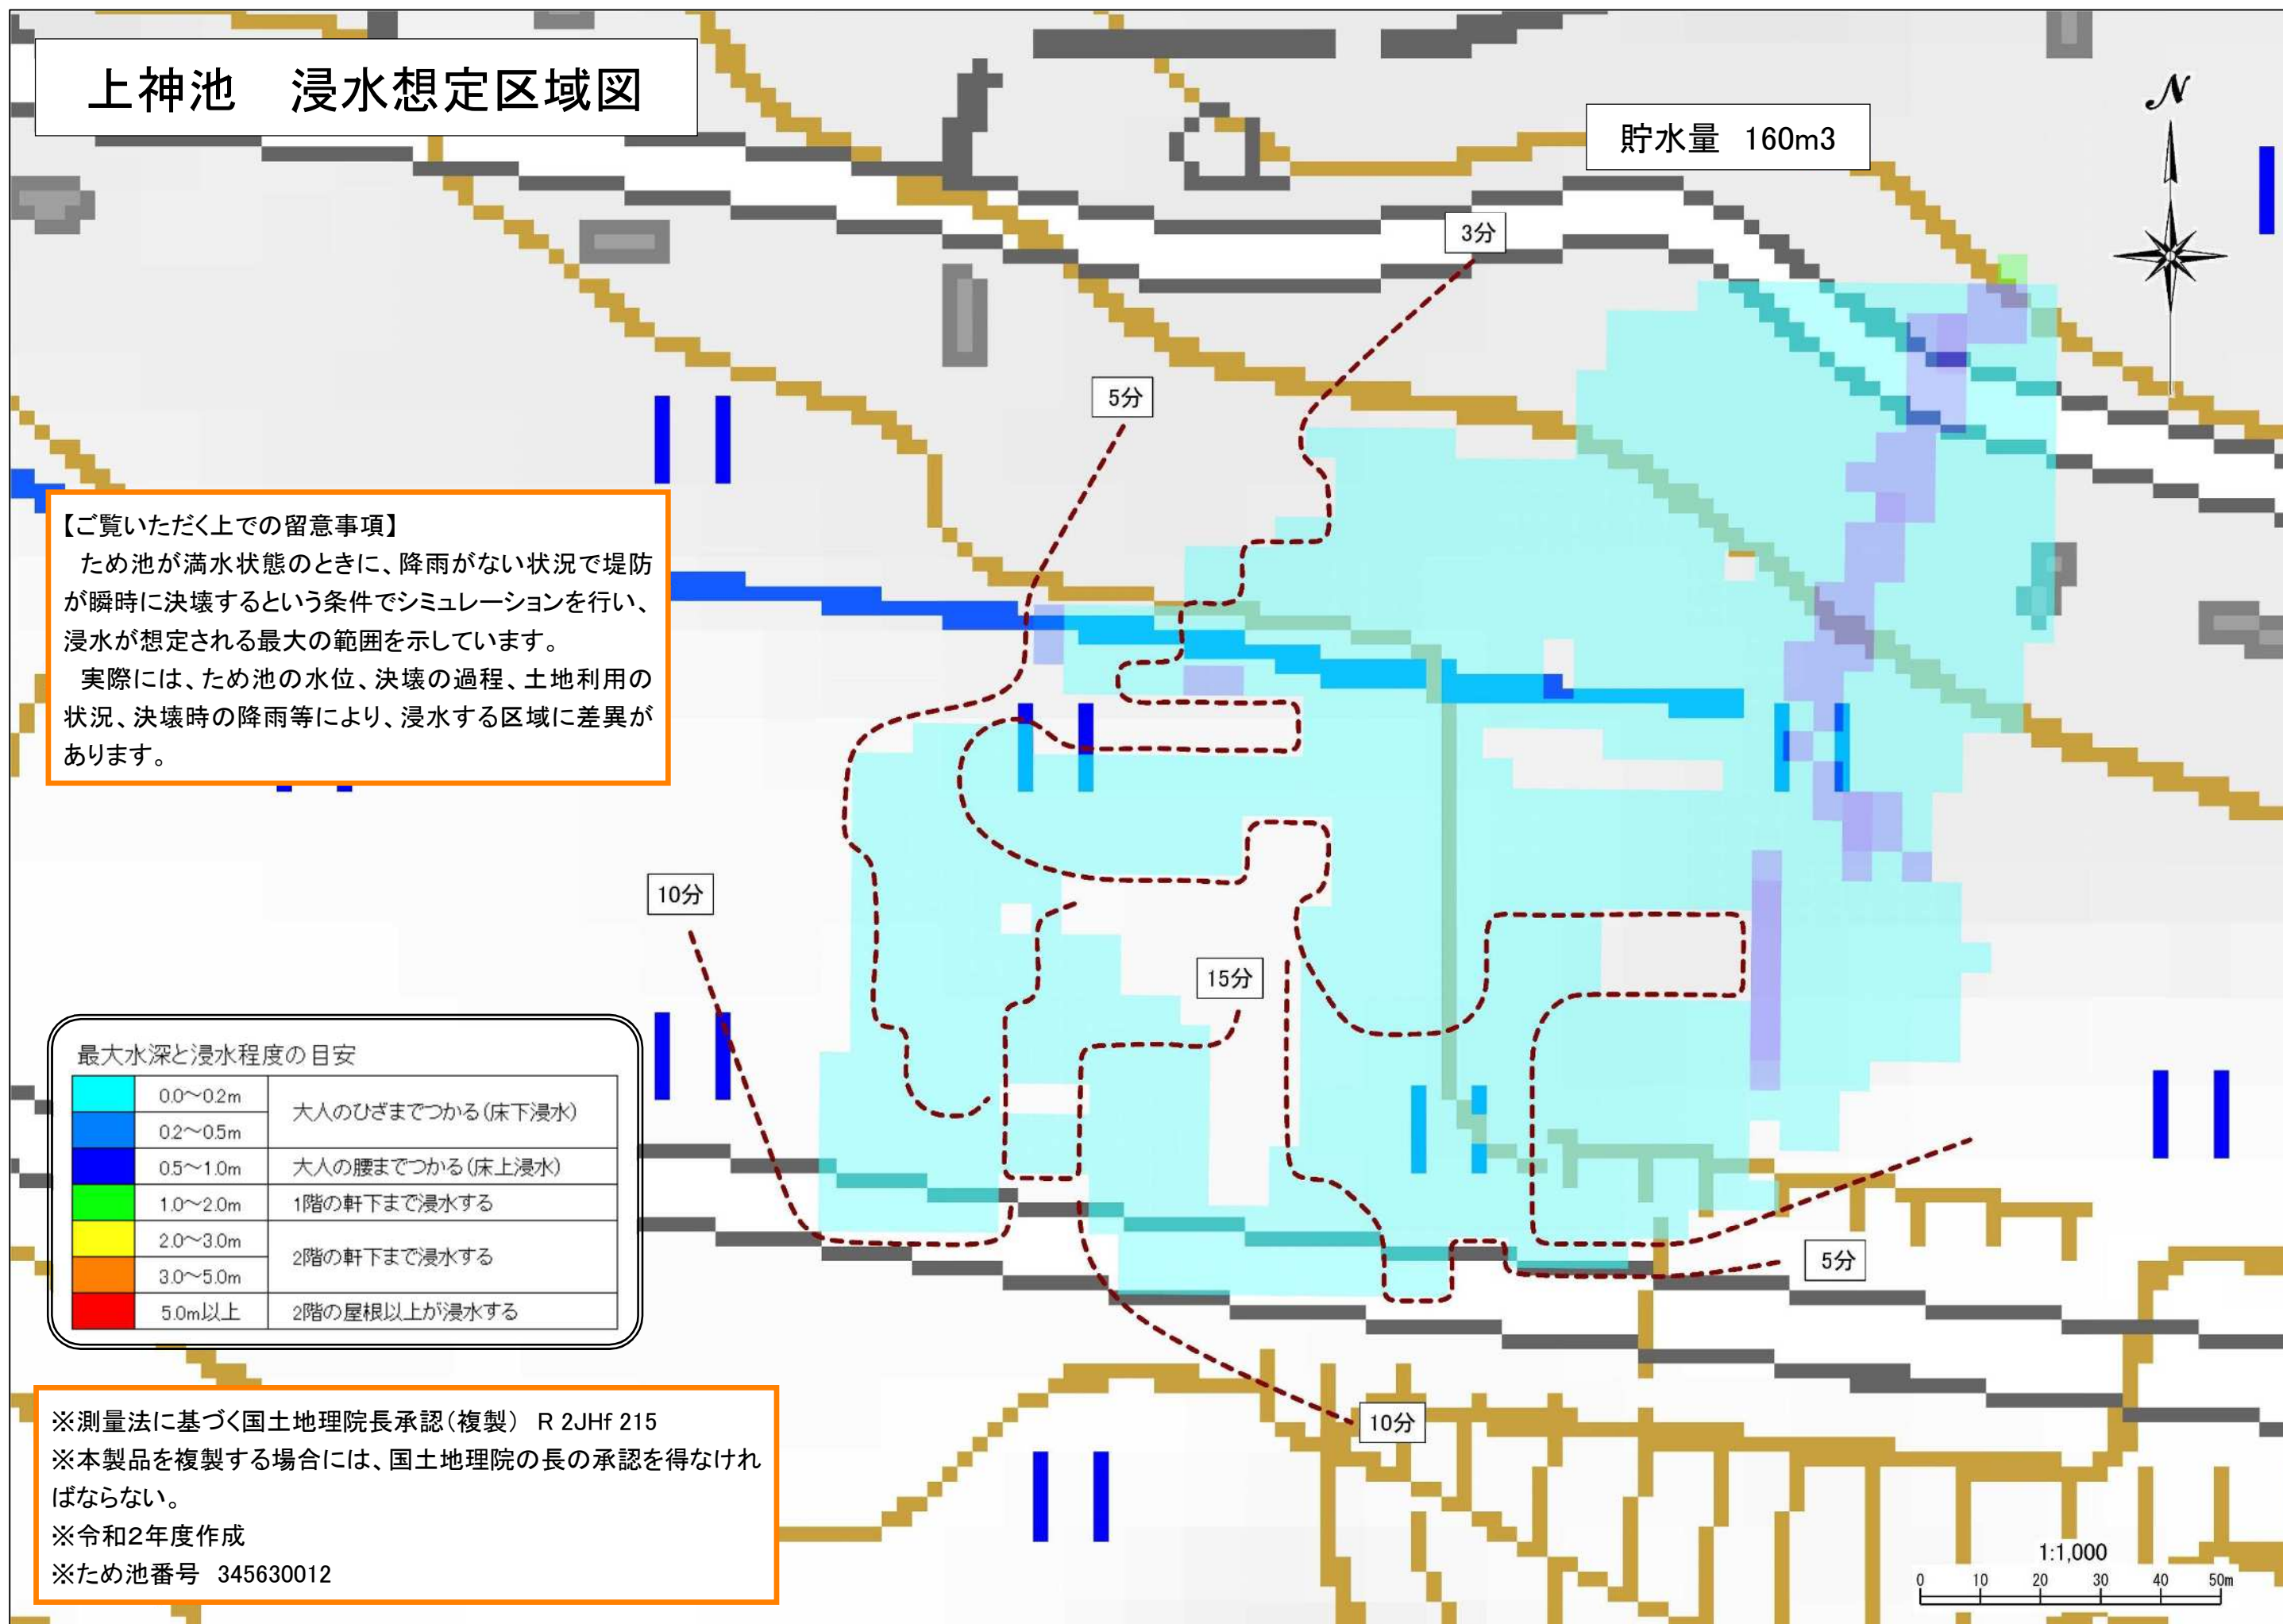 上神池　浸水想定区域図
貯水量　160m3
N
3分
5分
【ご覧いただく上での留意事項】
　ため池が満水状態のときに、降雨がない状況で堤防
が瞬時に決壊するという条件でシミュレーションを行い、
浸水が想定される最大の範囲を示しています。
　実際には、ため池の水位、決壊の過程、土地利用の
状況、決壊時の降雨等により、浸水する区域に差異が
あります。
10分
15分
最大水深と浸水程度の目安
0.0～0.2m
大人のひざまでつかる(床下浸水)
0.2～0.5m
0.5～1.0m　大人の腰までつかる(床上浸水)
1.0～2.0m　1階の軒下まで浸水する
2.0～3.0m
2階の軒下まで浸水する
3.0～5.0m
5.0m以上　2階の屋根以上が浸水する
5分
10分
※測量法に基づく国土地理院長承認(複製)　R 2JHf 215
※本製品を複製する場合には、国土地理院の長の承認を得なけれ
ばならない。
※令和2年度作成
※ため池番号　345630012
1:1,000
0 10 20 30 40 50m